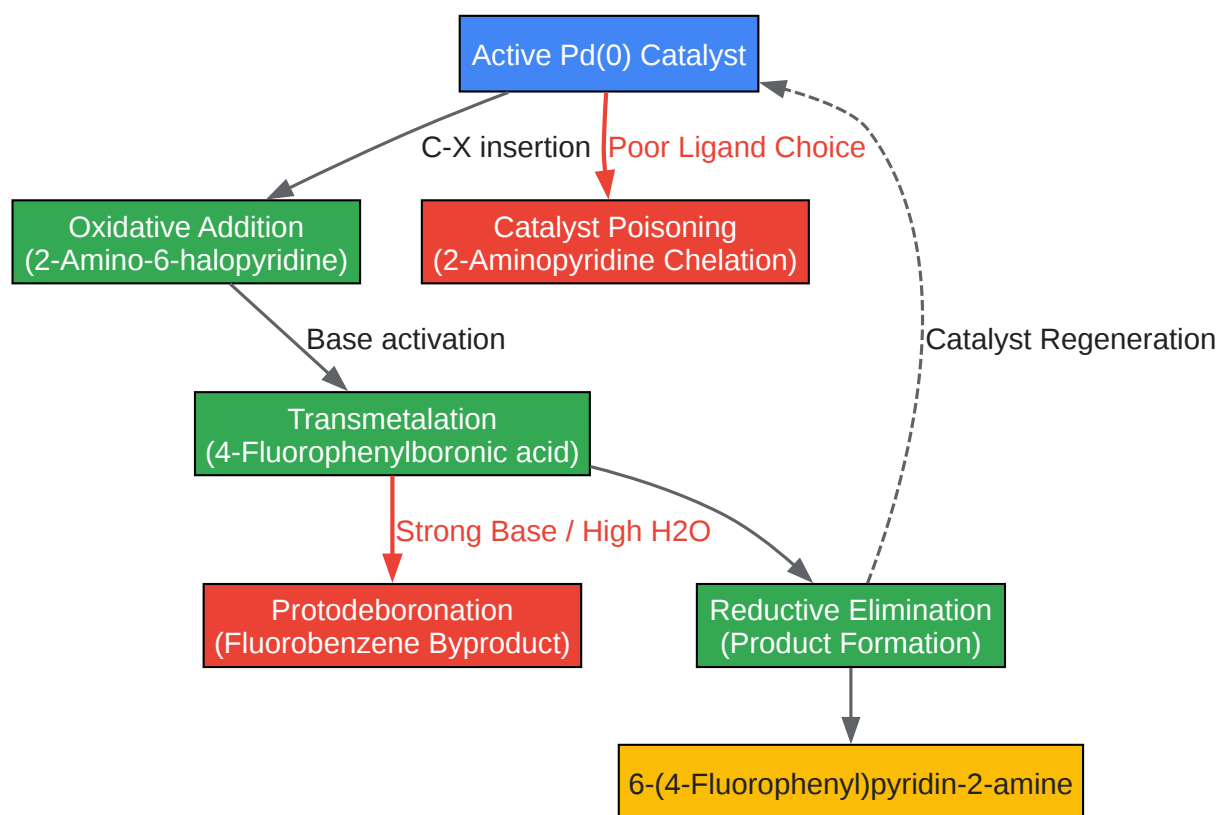 Active Pd(0) Catalyst
C-X insertion
Poor Ligand Choice
Oxidative Addition
(2-Amino-6-halopyridine)
Catalyst Poisoning
(2-Aminopyridine Chelation)
Base activation
Catalyst Regeneration
Transmetalation
(4-Fluorophenylboronic acid)
Strong Base / High H2O
Protodeboronation
(Fluorobenzene Byproduct)
Reductive Elimination
(Product Formation)
6-(4-Fluorophenyl)pyridin-2-amine